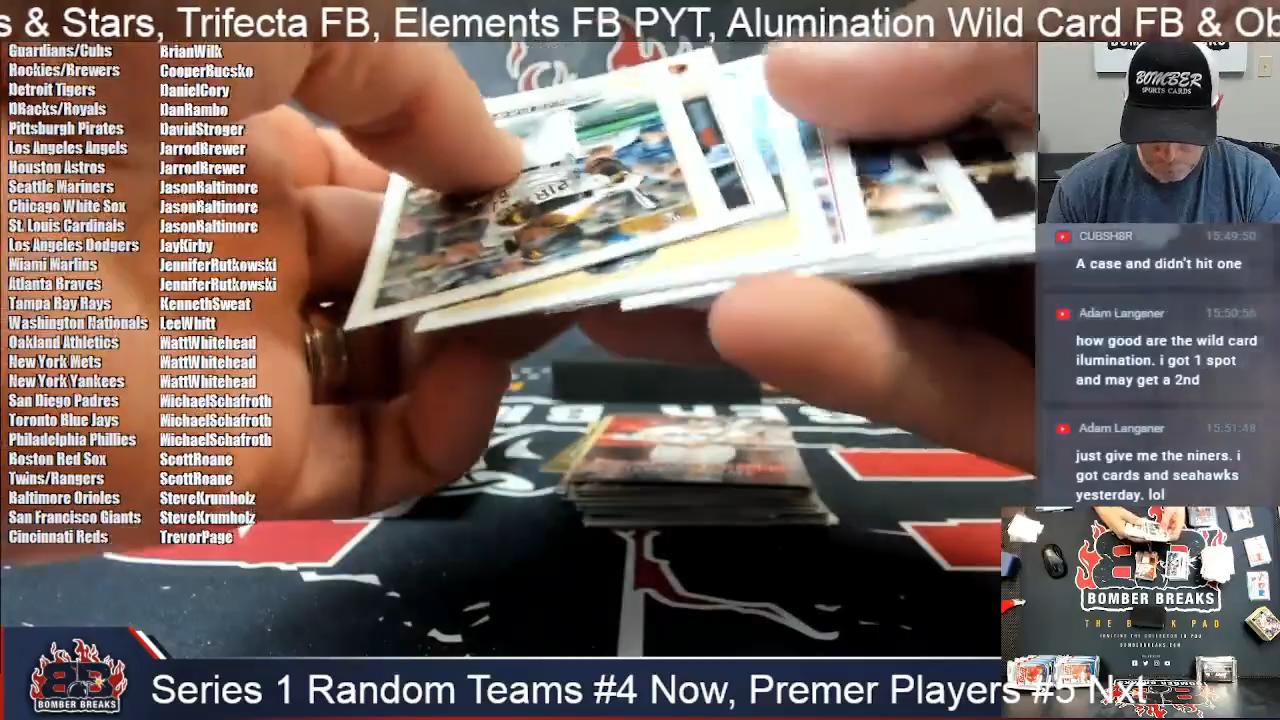 s & Stars, Trifecta FB, Elements FB PYT, Alumination Wild Card FB & Ob
Guardians/Cubs BrianWilk
Rockies/Brewers CooperBucsko
Detroit Tigers DanielCory
DBacks/Royals DanRambo
Pittsburgh Pirates DavidStroger
Los Angeles Angels JarrodBrewer
Houston Astros JarrodBrewer
Seattle Mariners JasonBaltimore
Chicago White Sox JasonBaltimore
St. Louis Cardinals JasonBaltimore
Los Angeles Dodgers JayKirby
Miami Marlins JenniferRutkowski
Atlanta Braves JenniferRutkowski
Tampa Bay Rays KennethSweat
Washington Nationals LeeWhitt
Oakland Athletics MattWhitehead
New York Mets MattWhitehead
New York Yankees MattWhitehead
San Diego Padres MichaelSchafroth
Toronto Blue Jays MichaelSchafroth
Philadelphia Phillies MichaelSchafroth
Boston Red Sox ScottRoane
Twins/Rangers ScottRoane
Baltimore Orioles SteveKrumholz
San Francisco Giants SteveKrumholz
Cincinnati Reds TrevorPage
BOMBER
SPORTS CARDS
CUBSH8R 15:49:50
A case and didn't hit one
Adam Langsner 15:50:56
how good are the wild card
ilumination. i got 1 spot
and may get a 2nd
Adam Langsner 15:51:48
just give me the niners. i
got cards and seahawks
yesterday. lol
BOMBER BREAKS
BOMBER BREAKS
Series 1 Random Teams #4 Now, Premer Players #5 Nxt